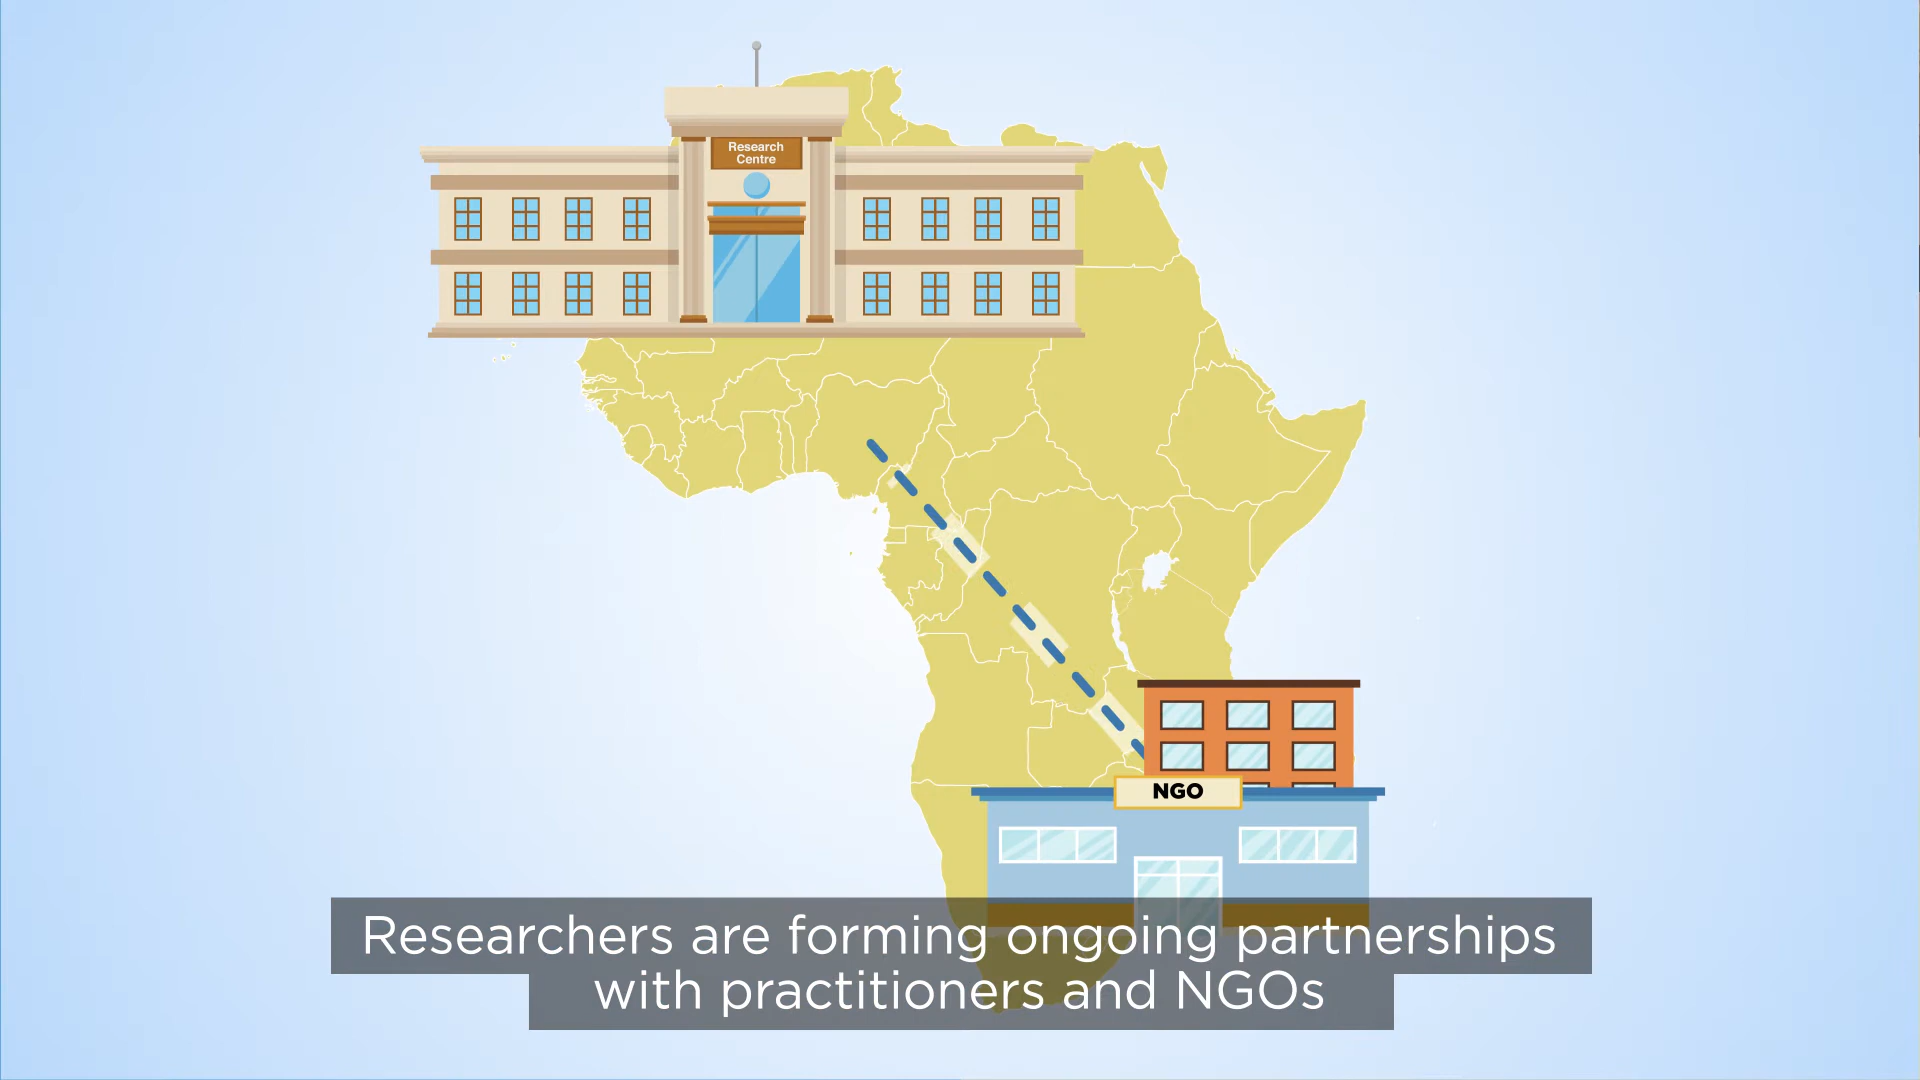 Research
Centre
NGO
Researchers are forming ongoing partnerships
with practitioners and NGOs